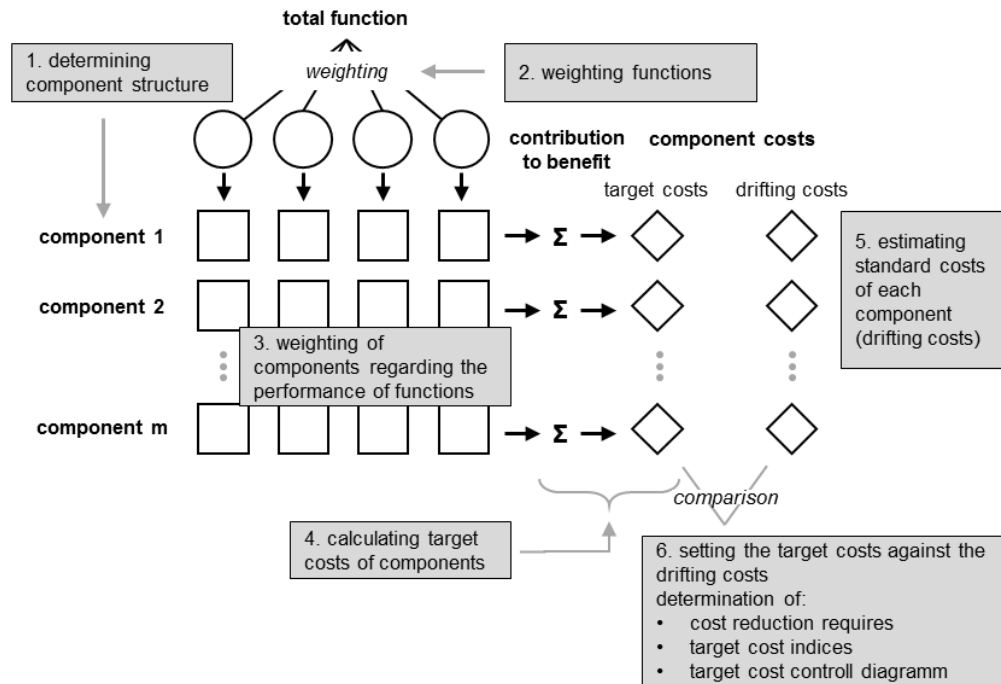 total function
1. determining
component structure
weighting
2. weighting functions
contribution
to benefit
component costs
target costs
drifting costs
component 1
Σ
component 2
Σ
3. weighting of
components regarding the
performance of functions
5. estimating
standard costs
of each
component
(drifting costs)
component m
Σ
comparison
4. calculating target
costs of components
6. setting the target costs against the
drifting costs
determination of:
• cost reduction requires
• target cost indices
• target cost controll diagramm